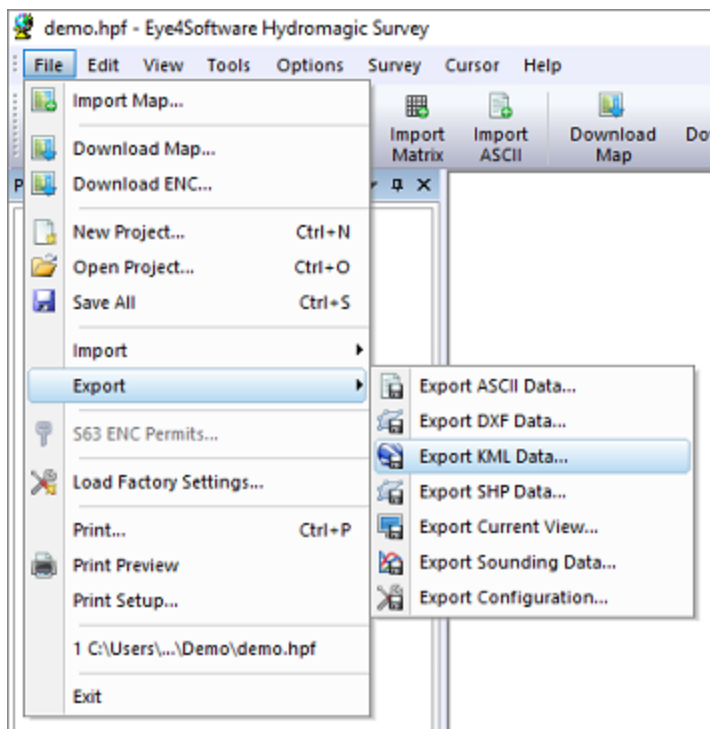 demo.hpf - Eye4Software Hydromagic Survey
File Edit View Tools Options Survey Cursor Help
Import Map...
Download Map...
Download ENC...
New Project... Ctrl+N
Open Project... Ctrl+O
Save All Ctrl+S
Import
Export
S63 ENC Permits...
Load Factory Settings...
Print... Ctrl+P
Print Preview
Print Setup...
1 C:\Users\...\Demo\demo.hpf
Exit
Import Matrix
Import ASCII
Download Map
Export ASCII Data...
Export DXF Data...
Export KML Data...
Export SHP Data...
Export Current View...
Export Sounding Data...
Export Configuration...